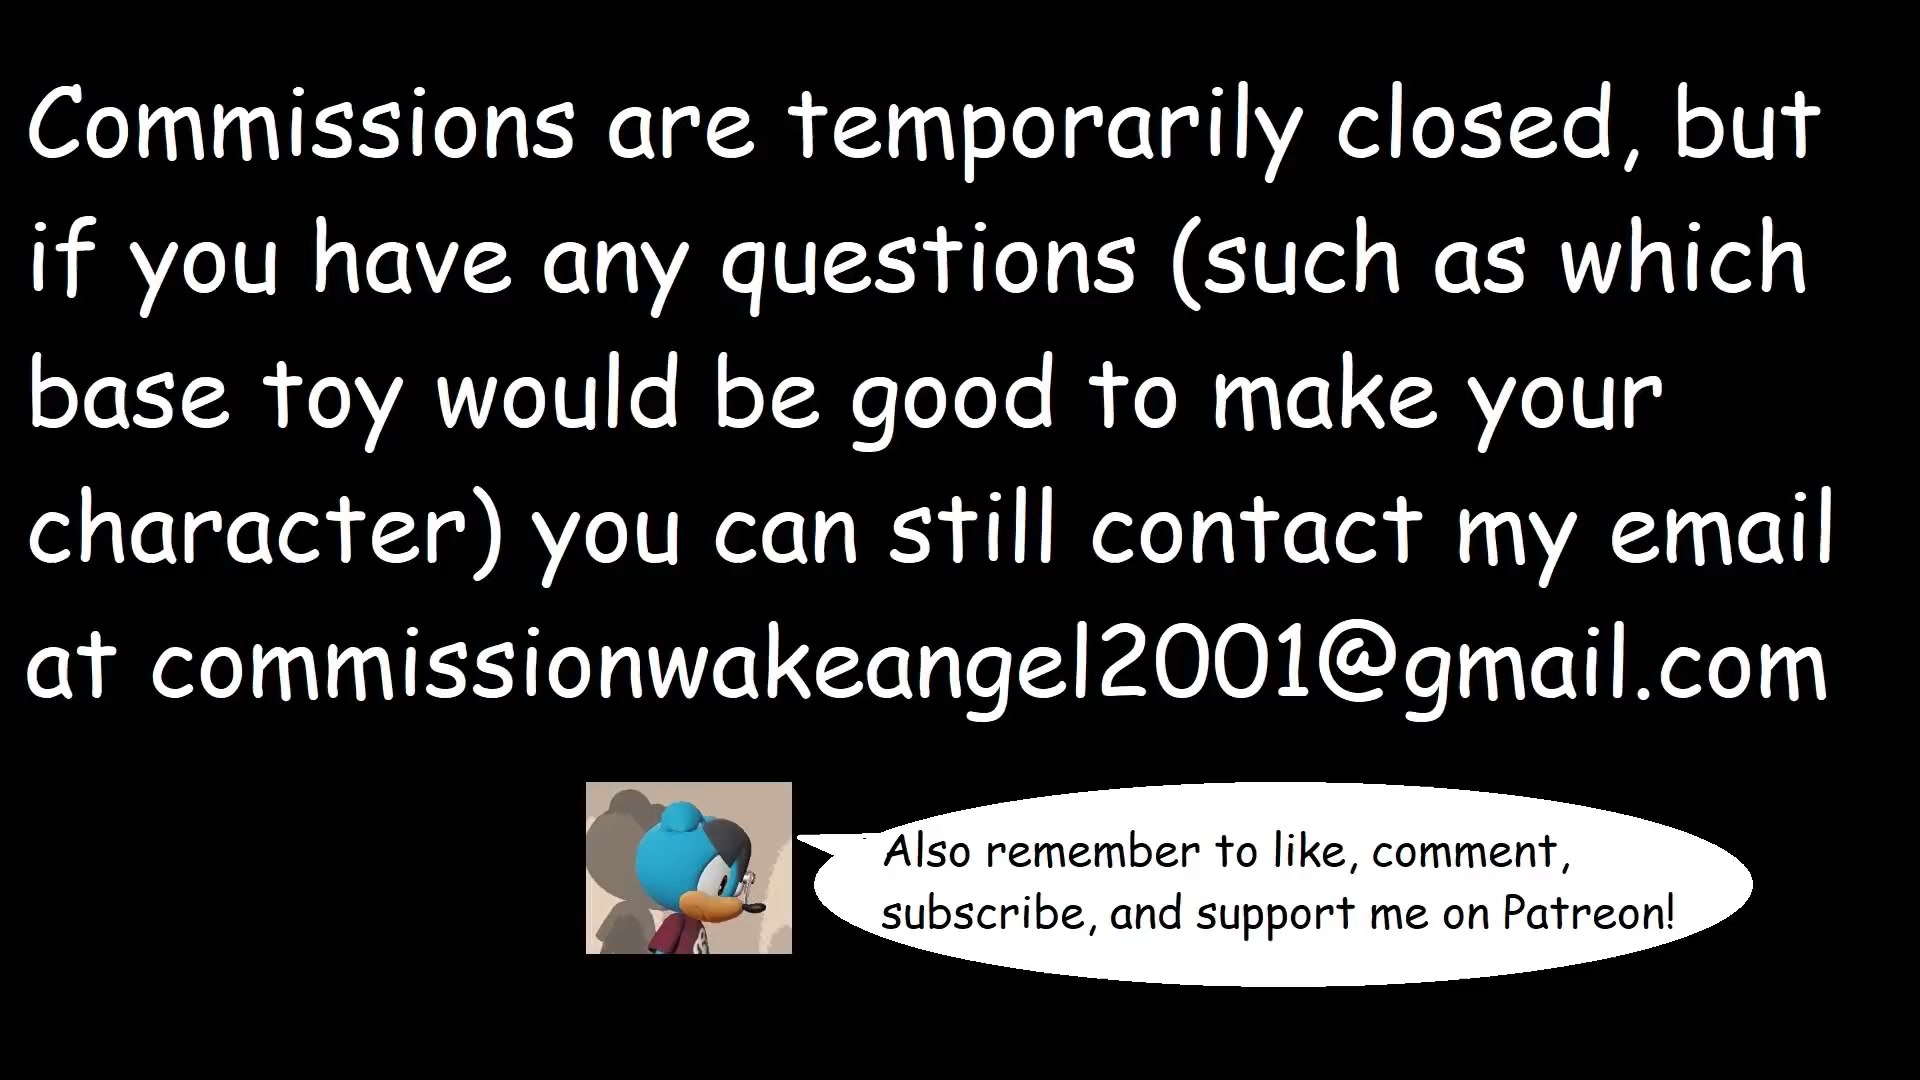 Commissions are temporarily closed, but
if you have any questions (such as which
base toy would be good to make your
character) you can still contact my email
at commissionwakeangel2001@gmail.com
Also remember to like, comment,
subscribe, and support me on Patreon!